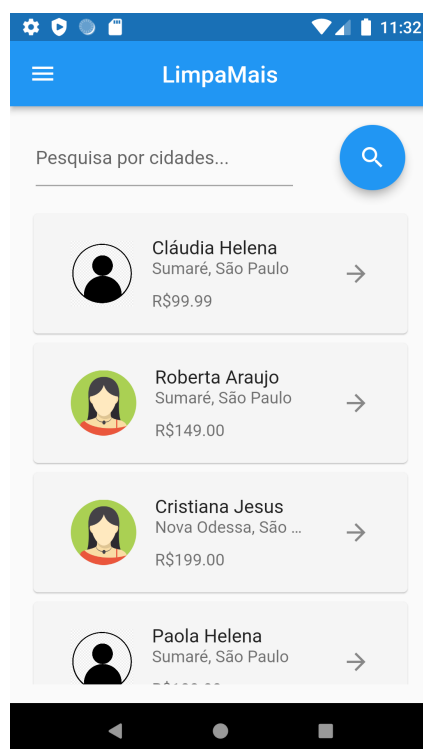 11:32
LimpaMais
Pesquisa por cidades...
Cláudia Helena
Sumaré, São Paulo
R$99.99
Roberta Araujo
Sumaré, São Paulo
R$149.00
Cristiana Jesus
Nova Odessa, São ...
R$199.00
Paola Helena
Sumaré, São Paulo